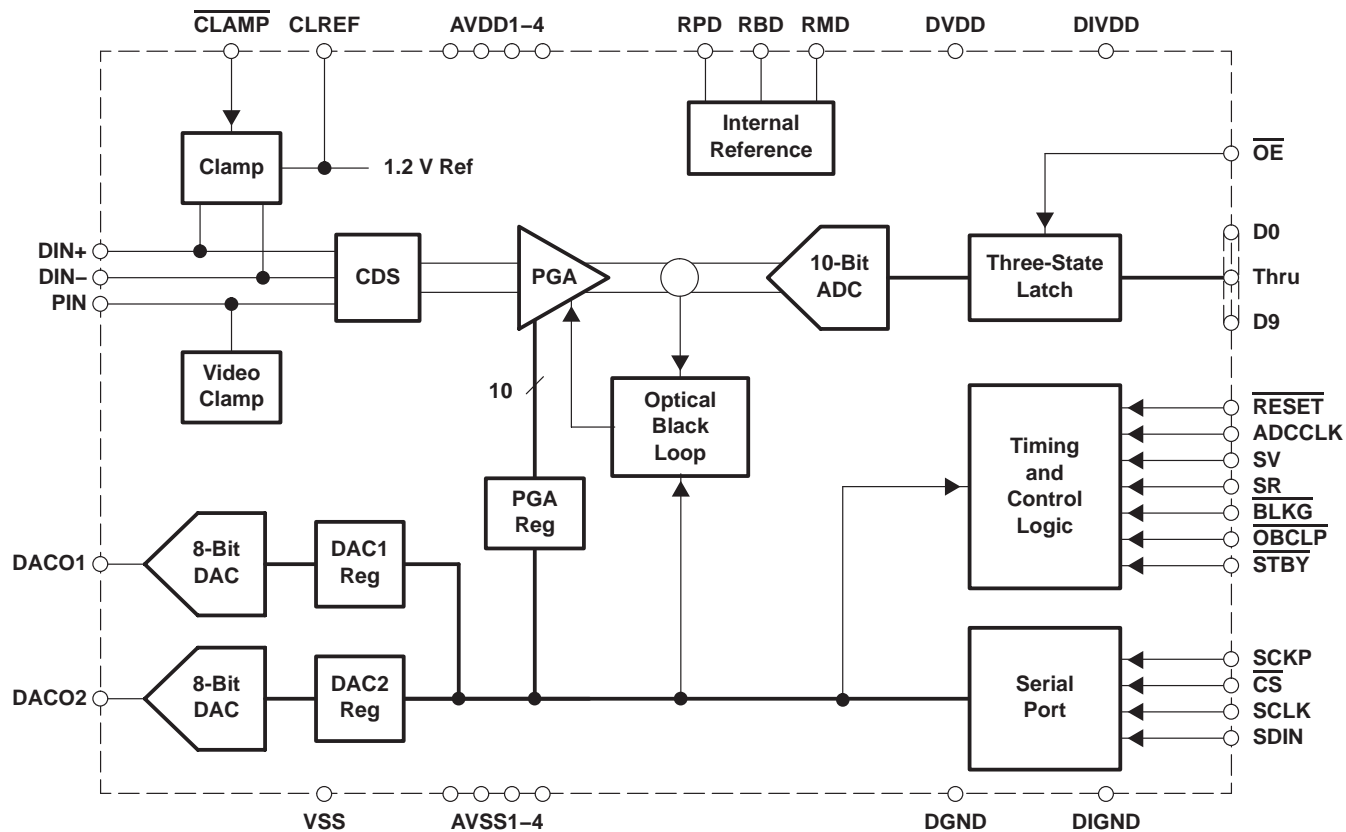 CLAMP CLREF AVDD1–4 RPD RBD RMD DVDD DIVDD
Internal
Reference
Clamp
1.2 V Ref
OE
DIN+
DIN–
PIN
CDS
PGA
10-Bit
ADC
Three-State
Latch
D0
Thru
D9
Video
Clamp
10
Optical
Black
Loop
Timing
and
Control
Logic
RESET
ADCCLK
SV
SR
BLKG
OBCLP
STBY
PGA
Reg
DACO1
8-Bit
DAC
DAC1
Reg
DACO2
8-Bit
DAC
DAC2
Reg
Serial
Port
SCKP
CS
SCLK
SDIN
VSS AVSS1–4 DGND DIGND